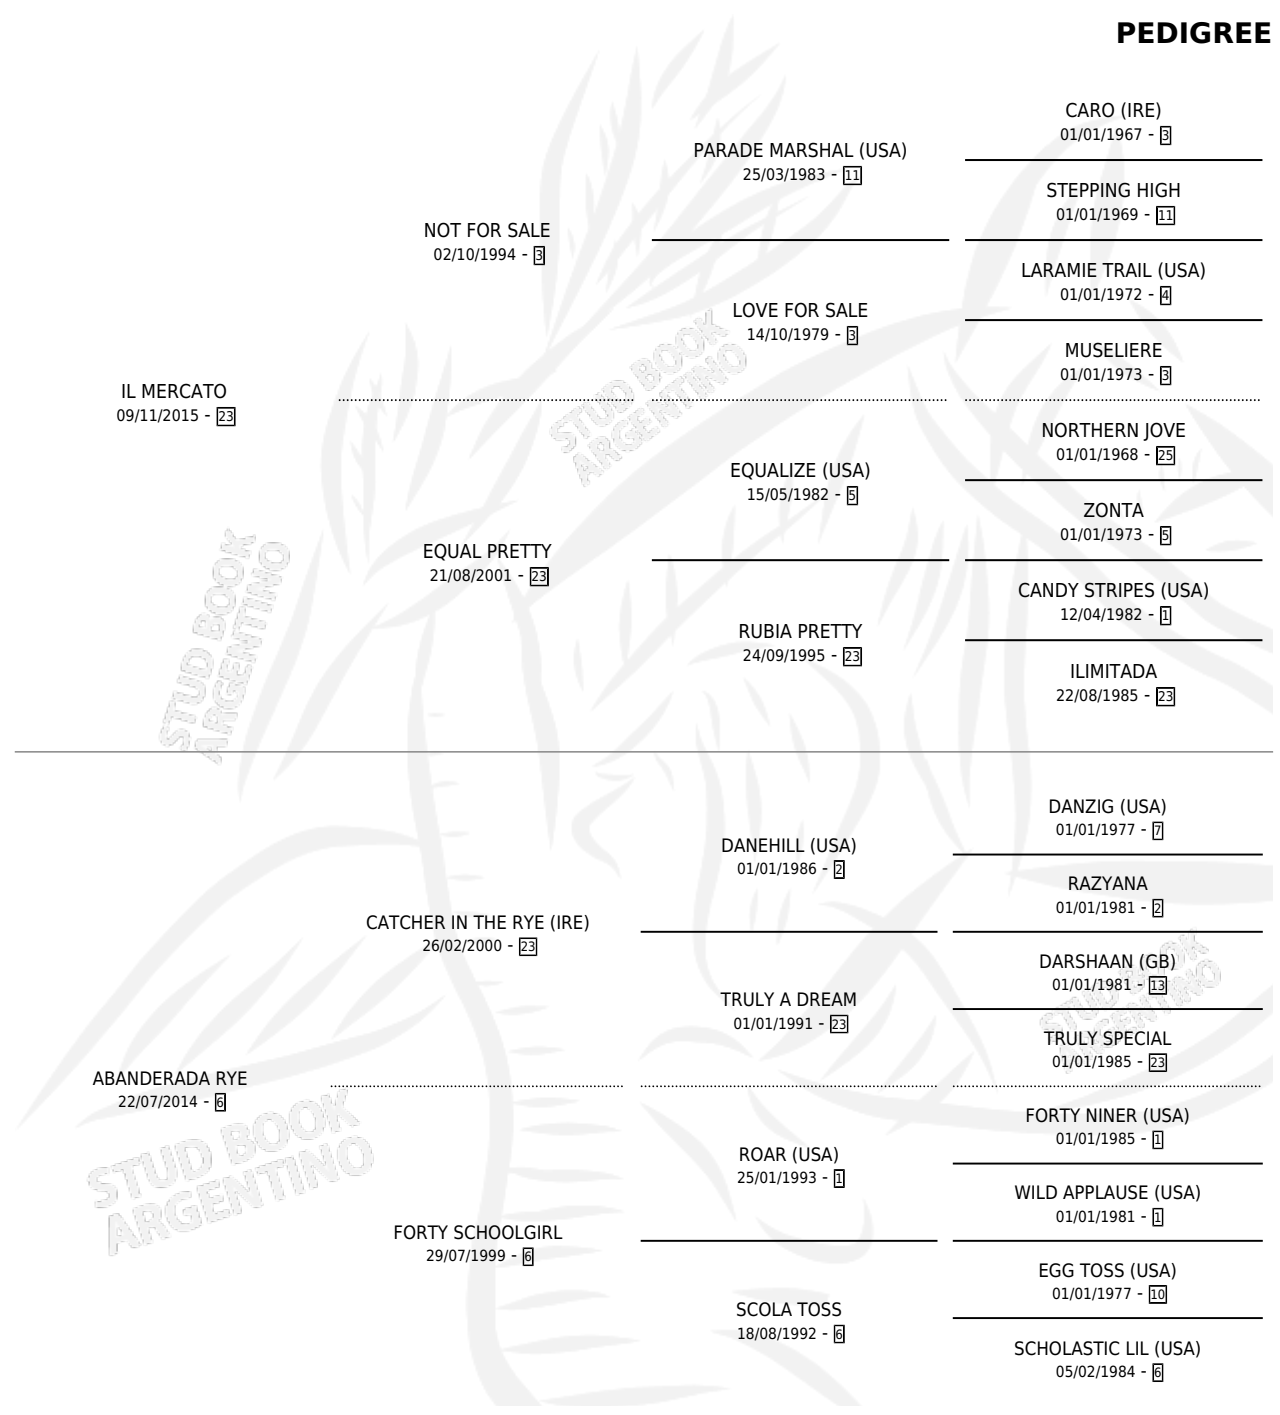 PEDIGREE
CARO (IRE)
01/01/1967 - 3
PARADE MARSHAL (USA)
25/03/1983 - 11
STEPPING HIGH
01/01/1969 - 11
NOT FOR SALE
02/10/1994 - 3
LARAMIE TRAIL (USA)
01/01/1972 - 4
LOVE FOR SALE
14/10/1979 - 3
MUSELIERE
01/01/1973 - 3
IL MERCATO
09/11/2015 - 23
NORTHERN JOVE
01/01/1968 - 25
EQUALIZE (USA)
15/05/1982 - 5
ZONTA
01/01/1973 - 5
EQUAL PRETTY
21/08/2001 - 23
CANDY STRIPES (USA)
12/04/1982 - 1
RUBIA PRETTY
24/09/1995 - 23
ILIMITADA
22/08/1985 - 23
DANZIG (USA)
01/01/1977 - 7
DANEHILL (USA)
01/01/1986 - 2
RAZYANA
01/01/1981 - 2
CATCHER IN THE RYE (IRE)
26/02/2000 - 23
DARSHAAN (GB)
01/01/1981 - 13
TRULY A DREAM
01/01/1991 - 23
TRULY SPECIAL
01/01/1985 - 23
ABANDERADA RYE
22/07/2014 - 6
FORTY NINER (USA)
01/01/1985 - 1
ROAR (USA)
25/01/1993 - 1
WILD APPLAUSE (USA)
01/01/1981 - 1
FORTY SCHOOLGIRL
29/07/1999 - 6
EGG TOSS (USA)
01/01/1977 - 10
SCOLA TOSS
18/08/1992 - 6
SCHOLASTIC LIL (USA)
05/02/1984 - 6
STUD BOOK
ARGENTINO
STUD BOOK
ARGENTINO
STUD BOOK
ARGENTINO
STUD BOOK
ARGENTINO